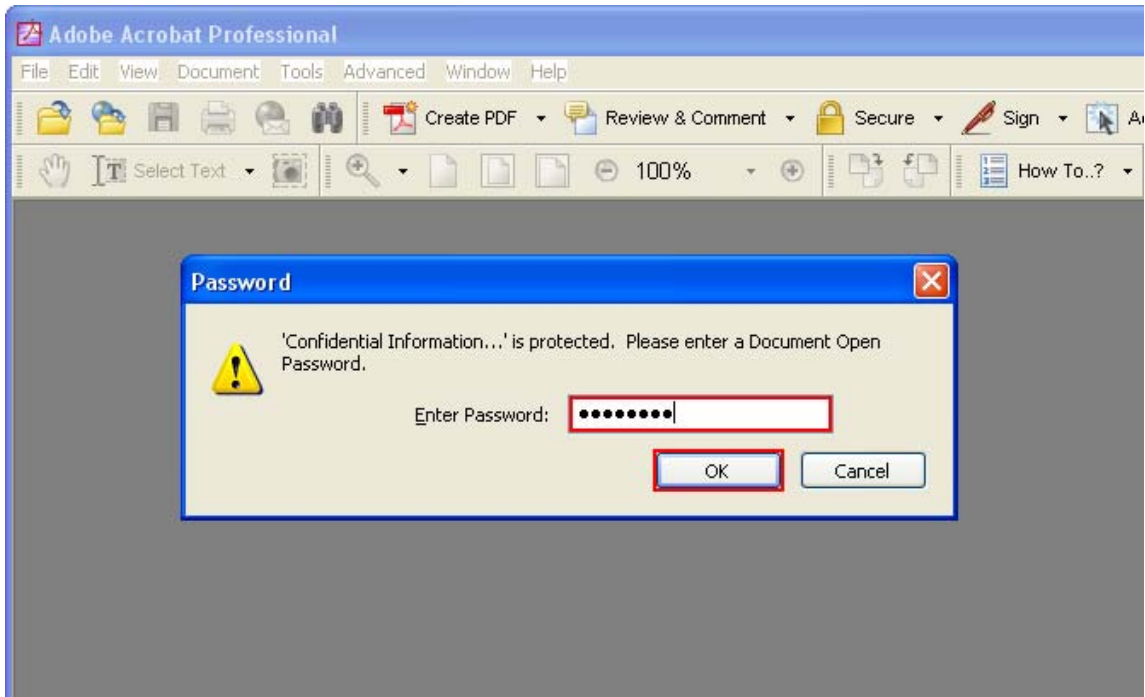 Adobe Acrobat Professional
File Edit View Document Tools Advanced Window Help
Create PDF Review & Comment Secure Sign
Select Text 100% How To..?
Password
'Confidential Information...' is protected. Please enter a Document Open
Password.
Enter Password: ••••••••
OK Cancel